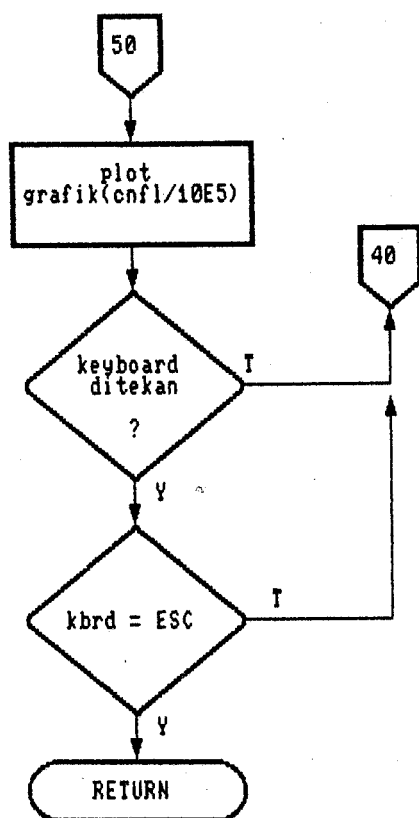 50
plot
grafik(cnfl/10E5)
40
keyboard
ditekan
?
T
Y
kbrd = ESC
T
Y
RETURN